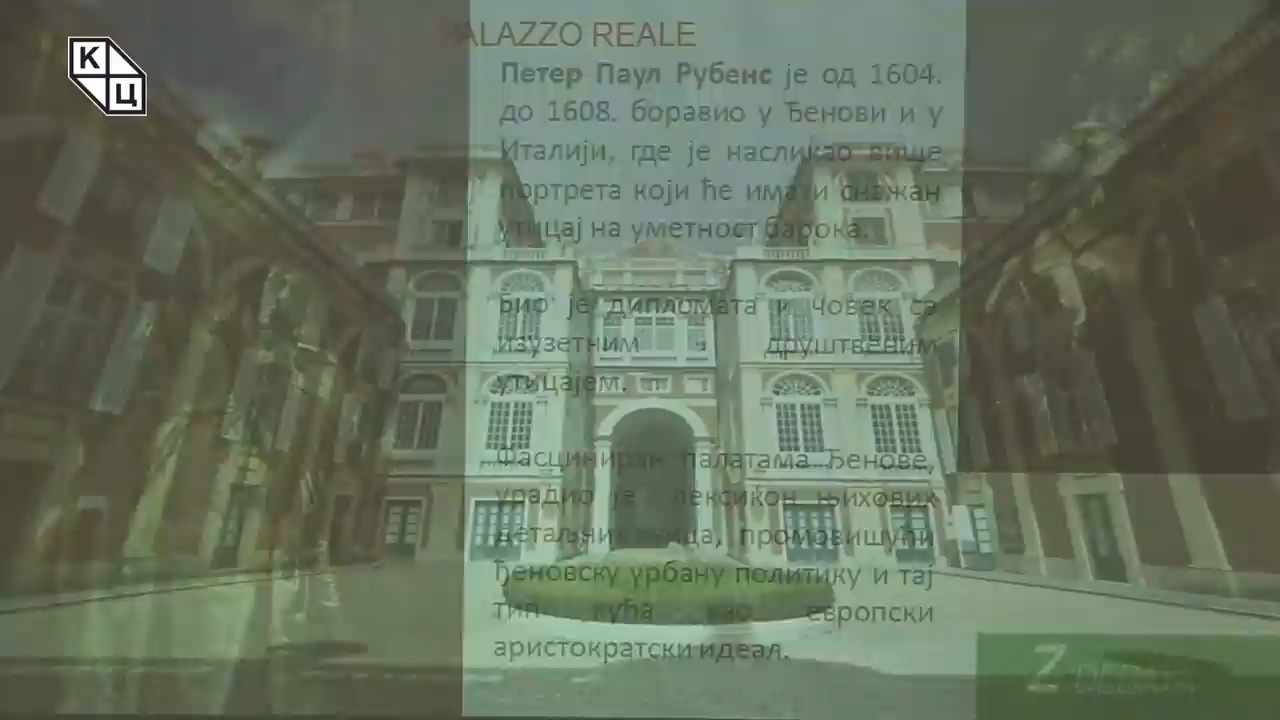 К
Ц
PALAZZO REALE
Петер Паул Рубенс је од 1604.
до 1608. боравио у Ђенови и у
Италији, где је насликао више
портрета који ће имати снажан
утицај на уметност барока.
Био је дипломата и човек са
изузетним друштвеним
утицајем.
Фасциниран палатама Ђенове,
урадио је лексикон њихових
детаљних промовишући
ђеновску урбану политику и тај
тип кућа као европски
аристократски идеал.
Z